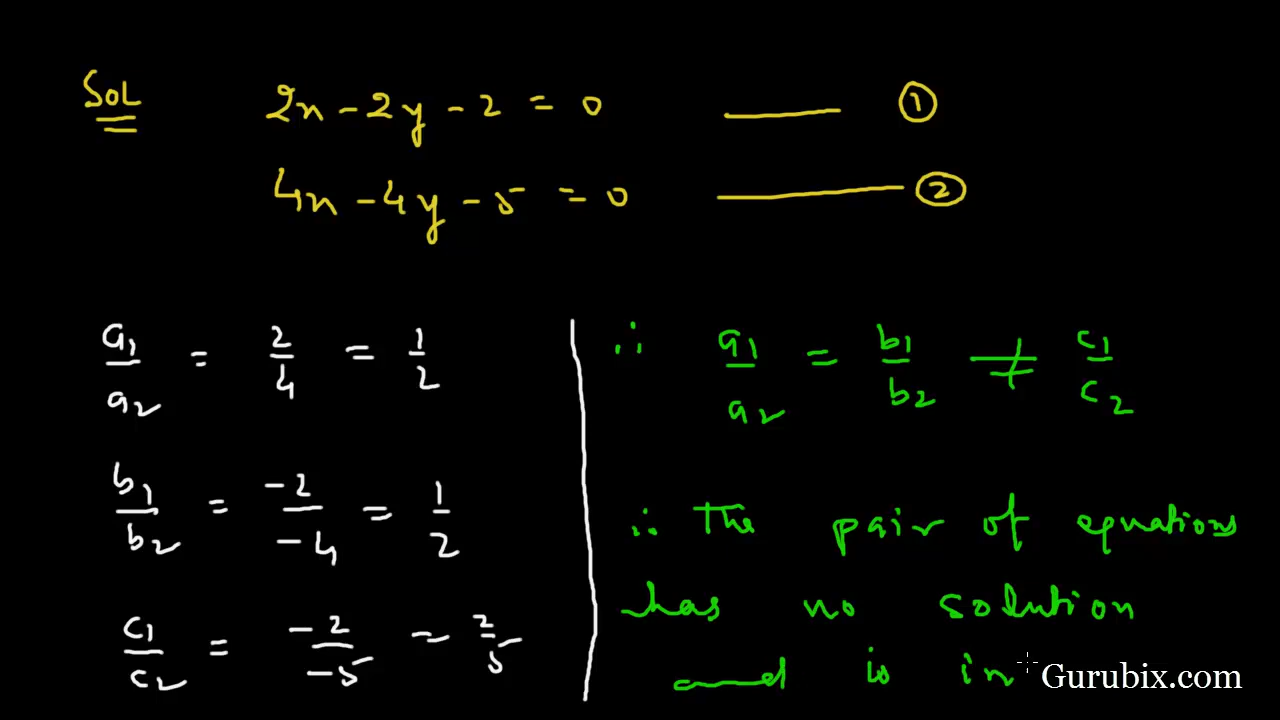 Sol 2x - 2y - 2 = 0 ——— ①
4x - 4y - 5 = 0 ——— ②
a₁/a₂ = 2/4 = 1/2
b₁/b₂ = -2/-4 = 1/2
c₁/c₂ = -2/-5 = 2/5
∴ a₁/a₂ = b₁/b₂ ≠ c₁/c₂
∴ The pair of equations
has no solution
and is in
Gurubix.com